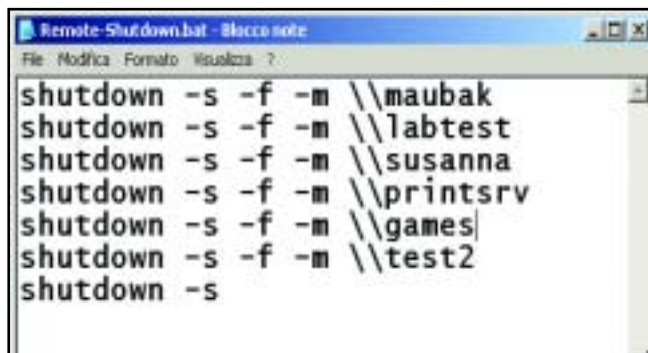 Remote-Shutdown.bat - Blocco note
File Modifica Formato Visualizza ?
shutdown -s -f -m \\maubak
shutdown -s -f -m \\labtest
shutdown -s -f -m \\susanna
shutdown -s -f -m \\printsrv
shutdown -s -f -m \\games
shutdown -s -f -m \\test2
shutdown -s